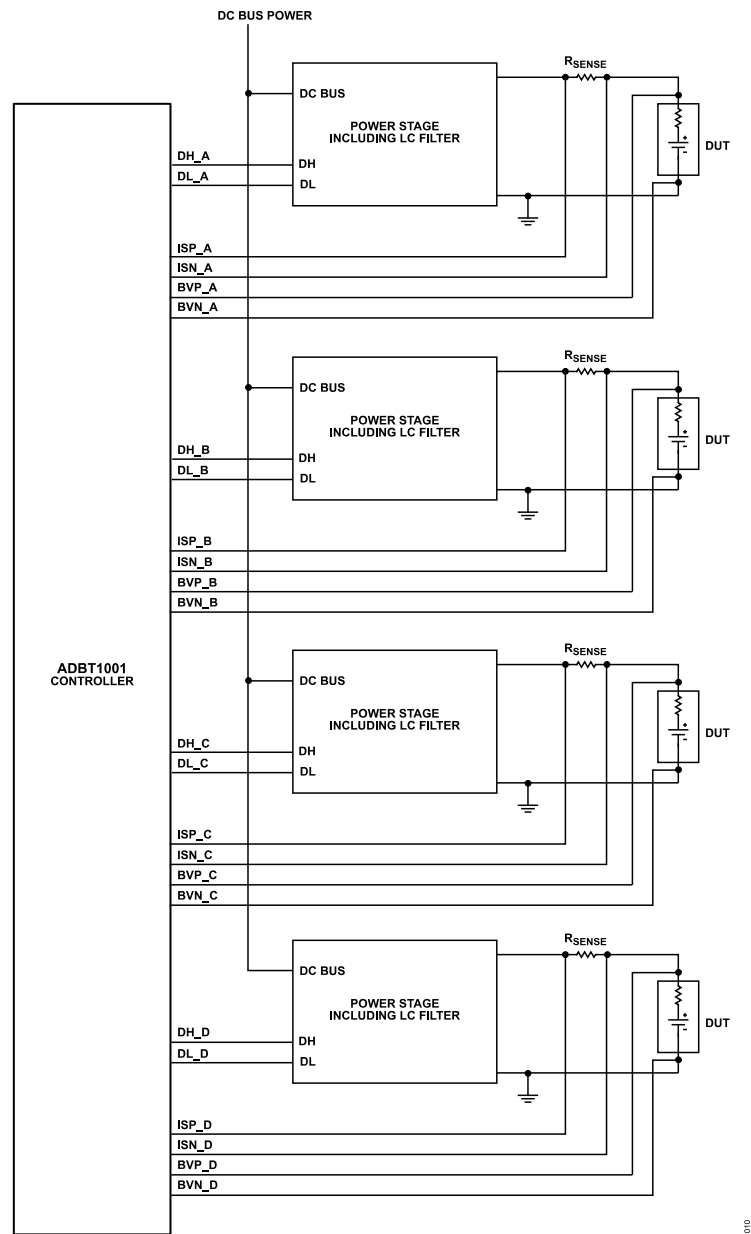 DC BUS POWER
RSENSE
DC BUS
POWER STAGE
INCLUDING LC FILTER
DUT
DH_A
DH
DL_A
DL
ISP_A
ISN_A
BVP_A
BVN_A
RSENSE
DC BUS
POWER STAGE
INCLUDING LC FILTER
DUT
DH_B
DH
DL_B
DL
ISP_B
ISN_B
BVP_B
BVN_B
ADBT1001
CONTROLLER
RSENSE
DC BUS
POWER STAGE
INCLUDING LC FILTER
DUT
DH_C
DH
DL_C
DL
ISP_C
ISN_C
BVP_C
BVN_C
RSENSE
DC BUS
POWER STAGE
INCLUDING LC FILTER
DUT
DH_D
DH
DL_D
DL
ISP_D
ISN_D
BVP_D
BVN_D
010